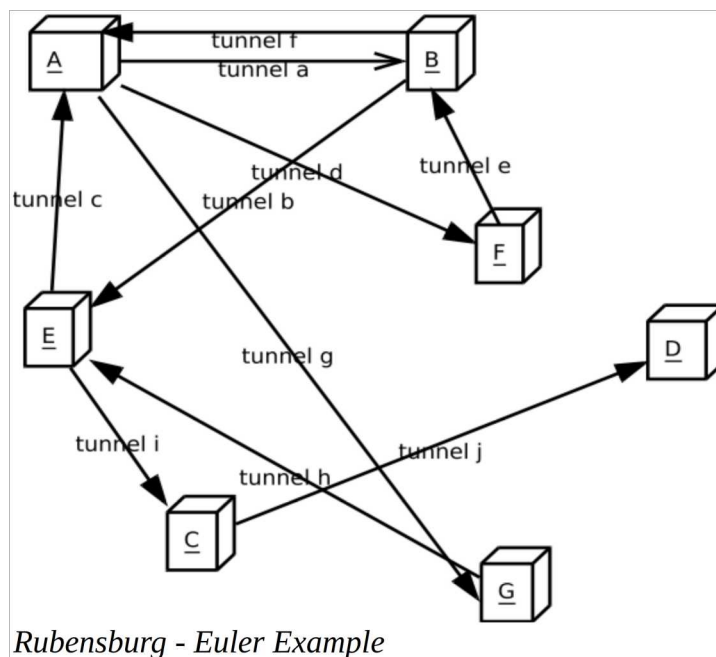 A
tunnel f
tunnel a
B
tunnel d
tunnel e
tunnel c
tunnel b
F
E
tunnel g
D
tunnel i
tunnel h
tunnel j
C
G
Rubensburg - Euler Example